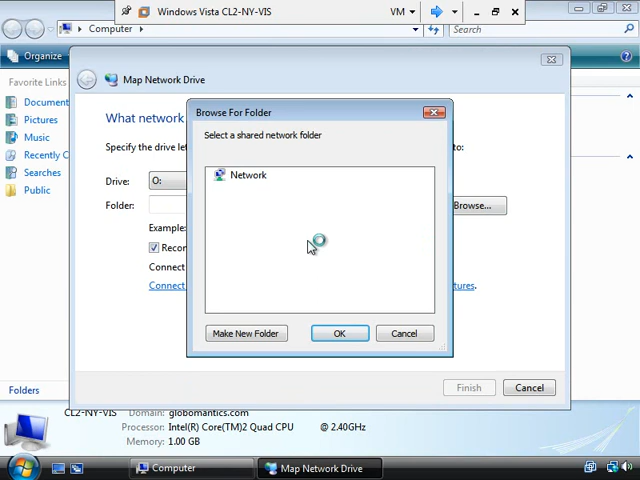 Windows Vista CL2-NY-VIS
VM
Computer
Search
Organize
Favorite Links
Document
Pictures
Music
Recently C
Searches
Public
Folders
Map Network Drive
What network
Specify the drive let
to:
Drive:
O:
Folder:
Browse...
Example:
Recon
Connect
Connect
tures.
Finish
Cancel
Browse For Folder
Select a shared network folder
Network
Make New Folder
OK
Cancel
CL2-NY-VIS
Domain: globomantics.com
Processor: Intel(R) Core(TM)2 Quad CPU @ 2.40GHz
Memory: 1.00 GB
Computer
Map Network Drive